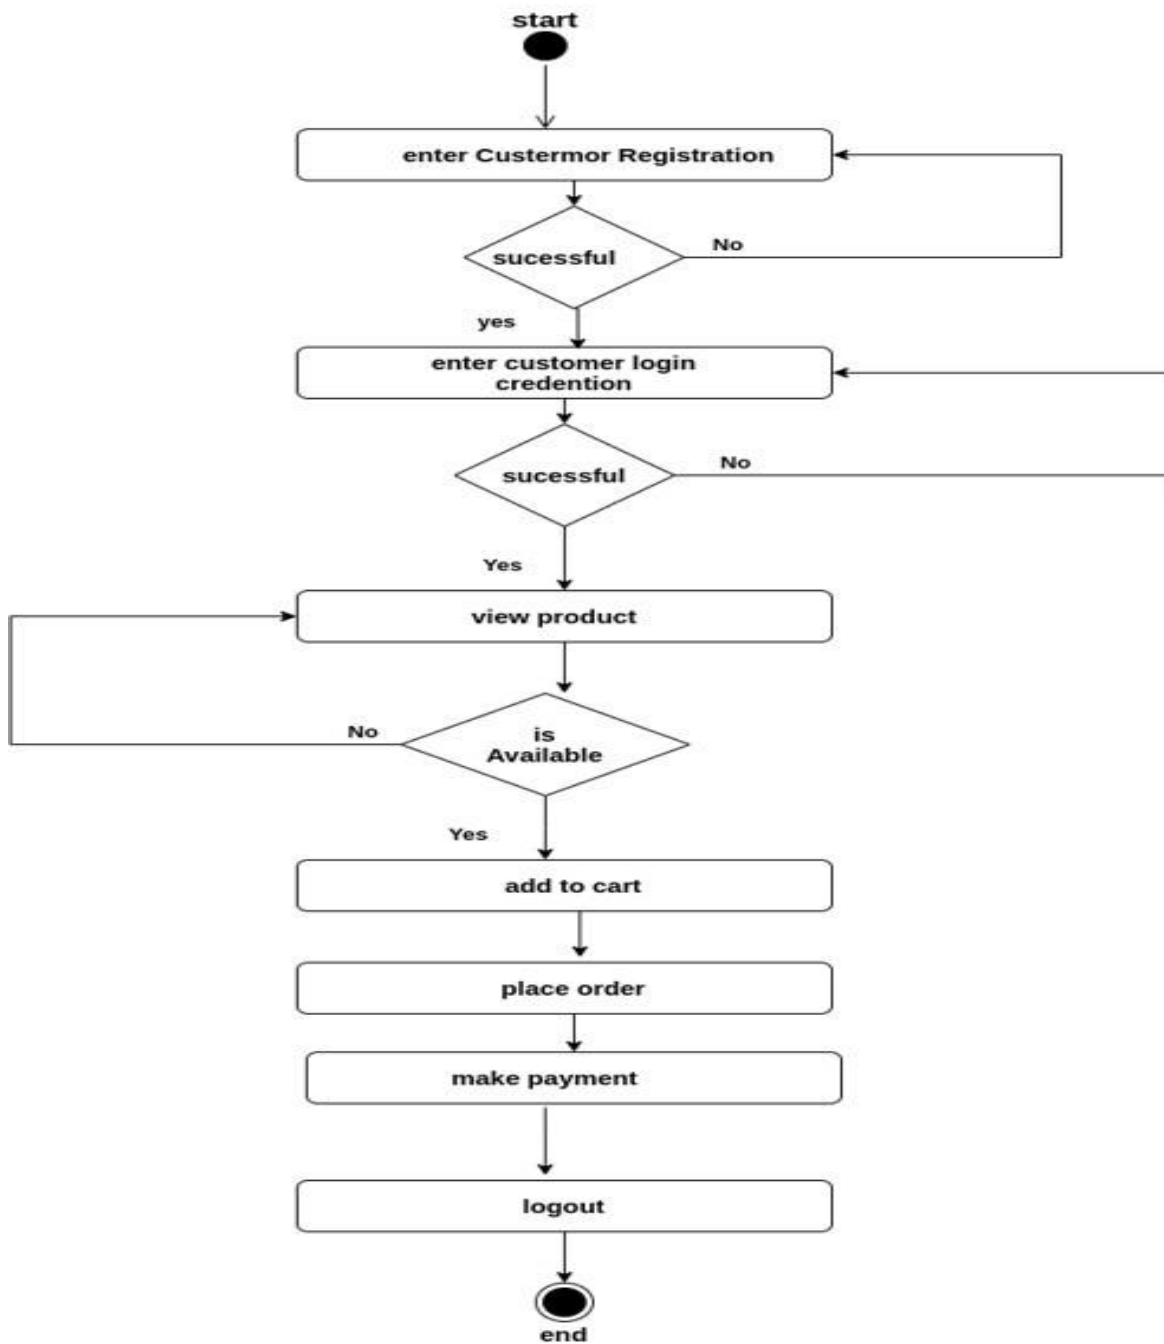 start
enter Custermor Registration
sucessful
No
yes
enter customer login
credention
sucessful
No
Yes
view product
No
is
Available
Yes
add to cart
place order
make payment
logout
end